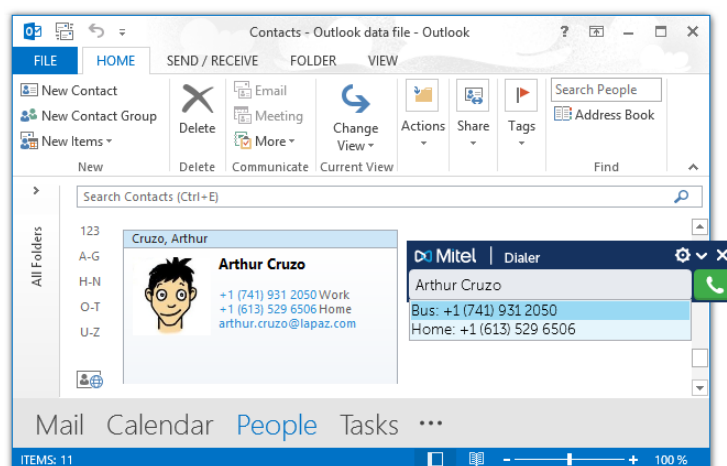 Contacts - Outlook data file - Outlook
FILE HOME SEND / RECEIVE FOLDER VIEW
New Contact
New Contact Group
New Items
Delete
Email
Meeting
More
Change View
Actions
Share
Tags
Search People
Address Book
New Delete Communicate Current View Find
Search Contacts (Ctrl+E)
All Folders
123
A-G
H-N
O-T
U-Z
Cruzo, Arthur
Arthur Cruzo
+1 (741) 931 2050 Work
+1 (613) 529 6506 Home
arthur.cruzo@lapaz.com
Mitel | Dialer
Arthur Cruzo
Bus: +1 (741) 931 2050
Home: +1 (613) 529 6506
Mail Calendar People Tasks •••
ITEMS: 11
100 %